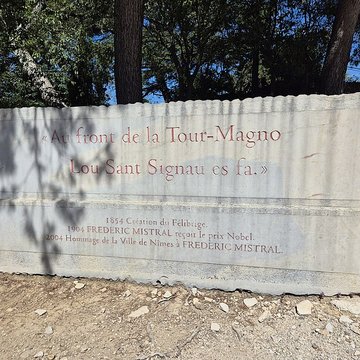 « Au front de la Tour-Magno
Lou Sant Signau es fa. »
1854 Création du Félibrige.
1904 FREDERIC MISTRAL reçoit le prix Nobel.
2004 Hommage de la Ville de Nîmes à FREDERIC MISTRAL.